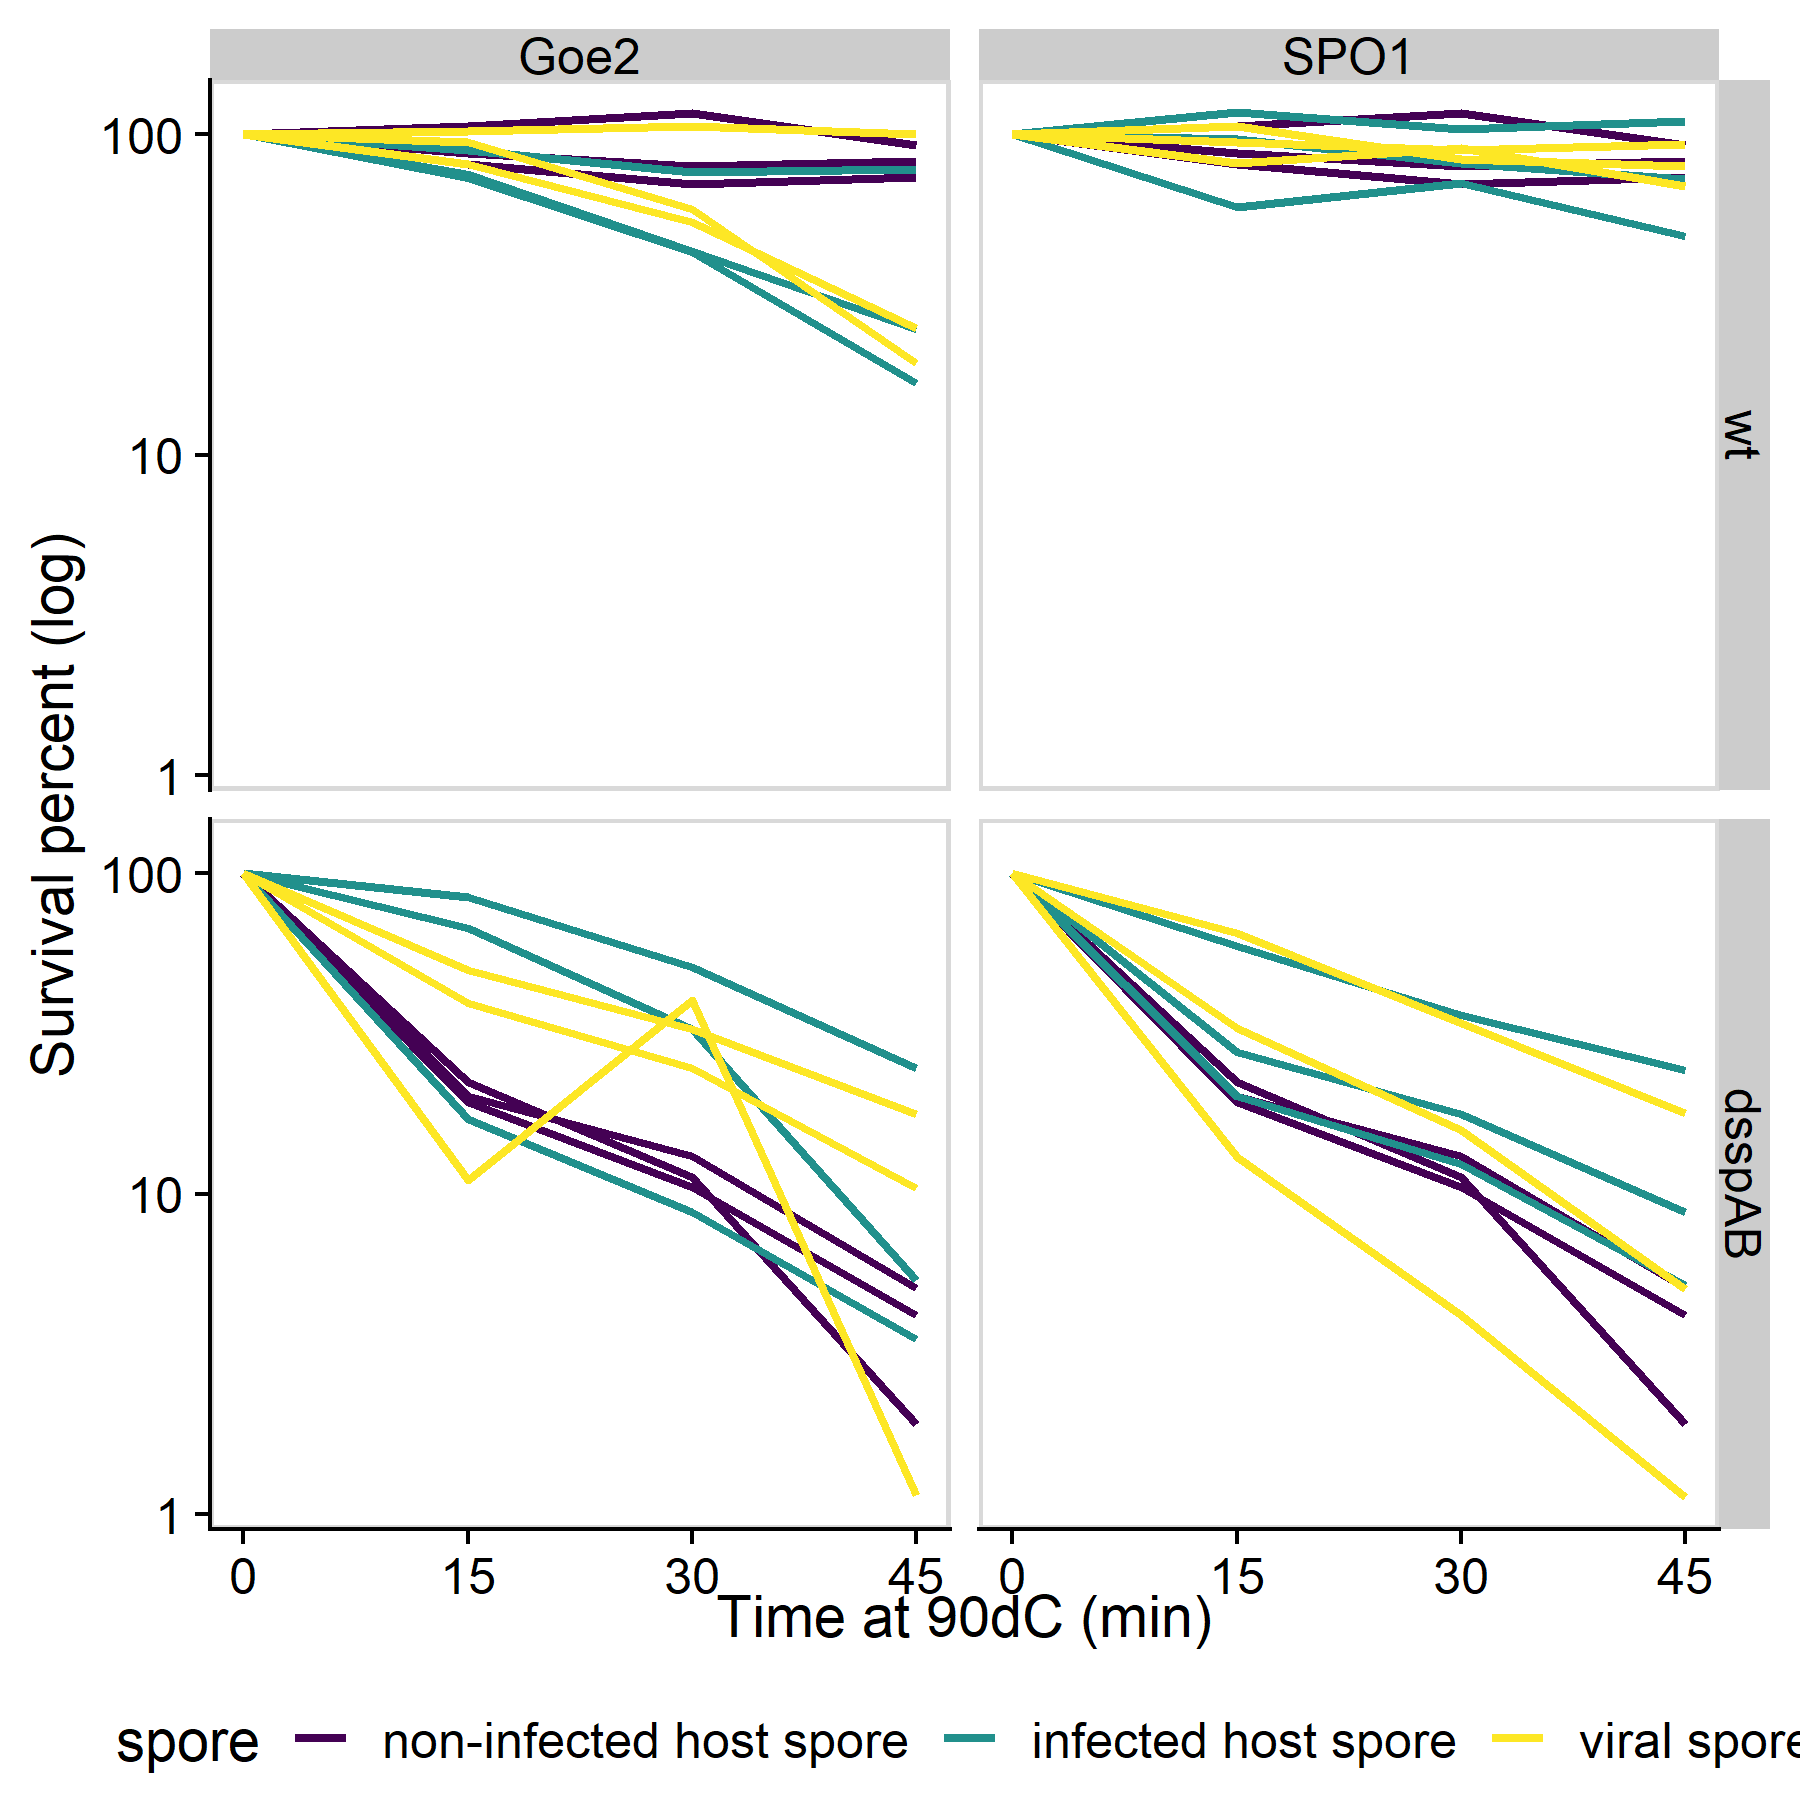 Goe2 SPO1
100
10
1
wt
100
10
1
dsspAB
Survival percent (log)
0 15 30 45 0 15 30 45
Time at 90dC (min)
spore non-infected host spore infected host spore viral spore